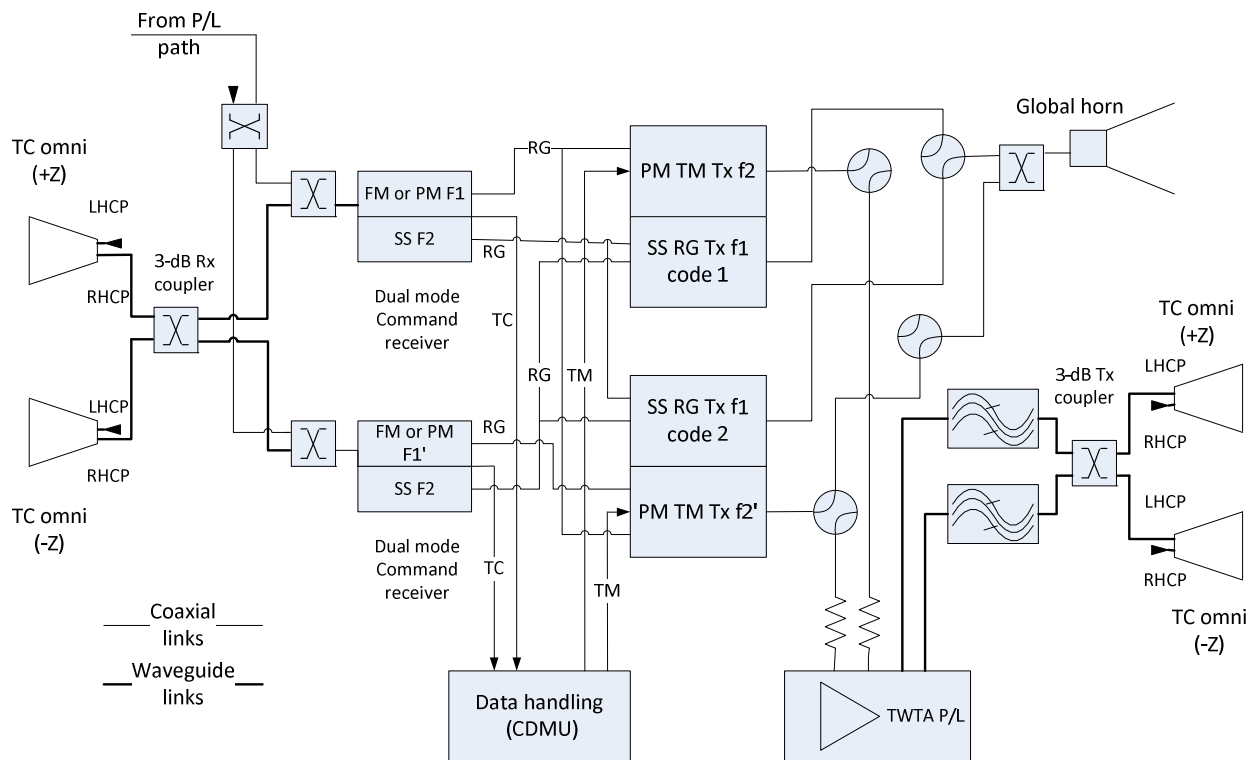 From P/L
path
TC omni
(+Z)
LHCP
RHCP
3-dB Rx
coupler
LHCP
RHCP
TC omni
(-Z)
FM or PM F1
SS F2
RG
RG
Dual mode
Command
receiver
TC
RG
TM
FM or PM
F1'
SS F2
RG
Dual mode
Command
receiver
TC
TM
PM TM Tx f2
SS RG Tx f1
code 1
SS RG Tx f1
code 2
PM TM Tx f2'
Global horn
TC omni
(+Z)
LHCP
RHCP
3-dB Tx
coupler
LHCP
RHCP
TC omni
(-Z)
Coaxial
links
Waveguide
links
Data handling
(CDMU)
TWTA P/L